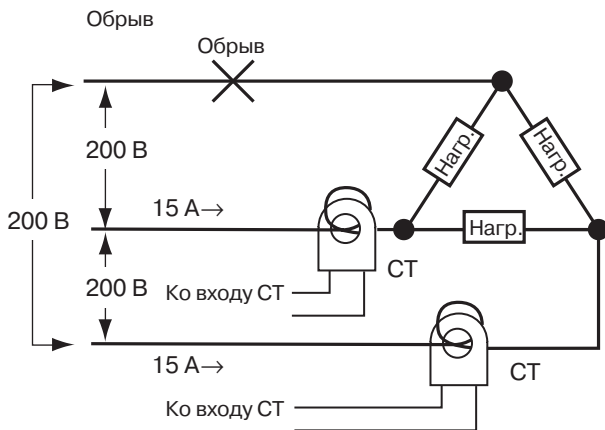 Обрыв
Обрыв
200 В
Нагр.
Нагр.
15 А→
200 В
Нагр.
СТ
200 В
Ко входу СТ
15 А→
СТ
Ко входу СТ